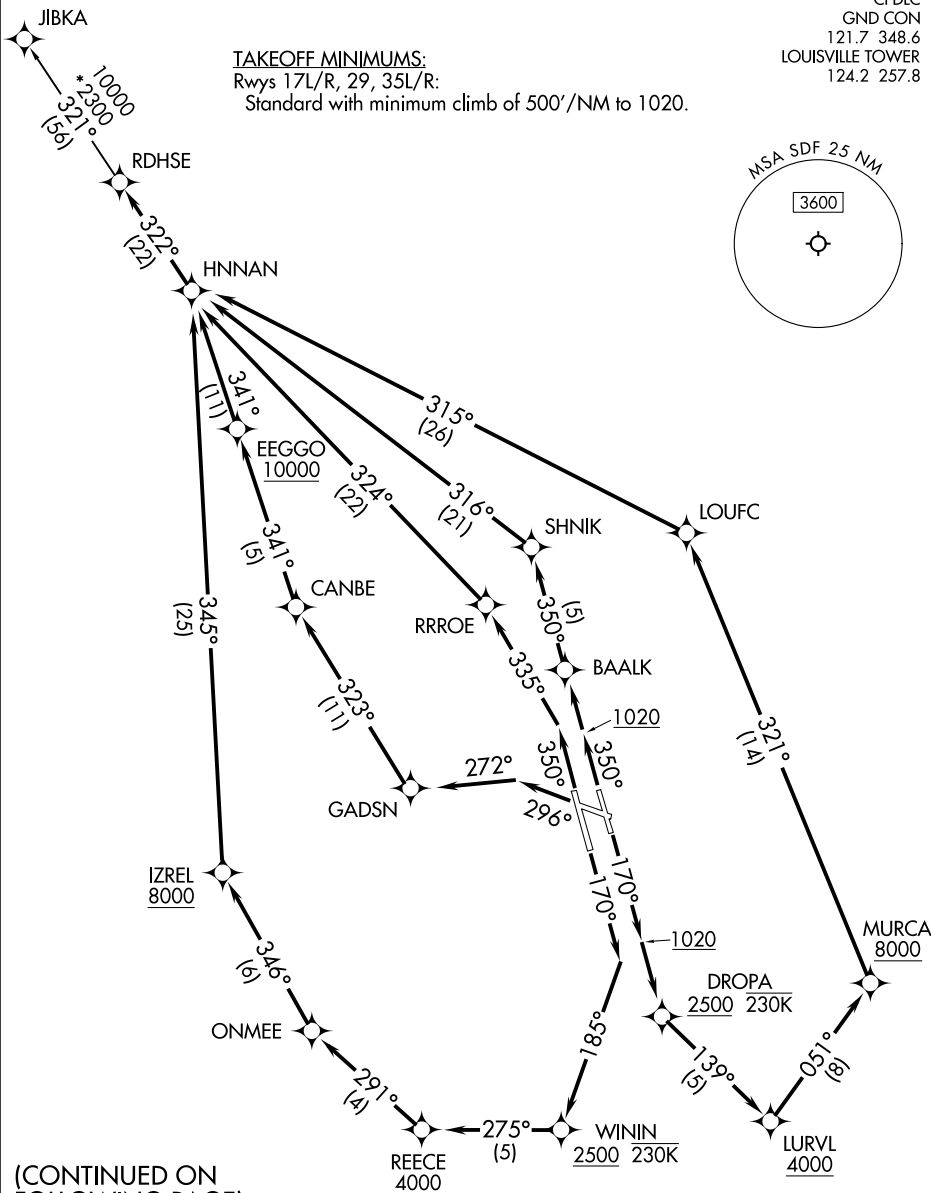 JIBKA
CPDLC
GND CON
121.7 348.6
LOUISVILLE TOWER
124.2 257.8
TAKEOFF MINIMUMS:
Rwys 17L/R, 29, 35L/R:
Standard with minimum climb of 500'/NM to 1020.
10000
*2300
321°
(56)
RDHSE
MSA SDF 25 NM
3600
322°
(22)
HNNAN
341°
(11)
315°
(26)
EEGGO
10000
324°
(22)
316°
(21)
SHNIK
LOUFC
341°
(5)
CANBE
345°
(25)
RRROE
350°
(5)
335°
BAALK
323°
(11)
1020
321°
(14)
350°
350°
272°
296°
GADSN
IZREL
8000
170°
170°
346°
(6)
1020
MURCA
8000
DROPA
2500 230K
ONMEE
185°
139°
(5)
051°
(8)
291°
(4)
275°
(5)
WININ
2500 230K
REECE
4000
LURVL
4000
(CONTINUED ON
FOLLOWING PAGE)